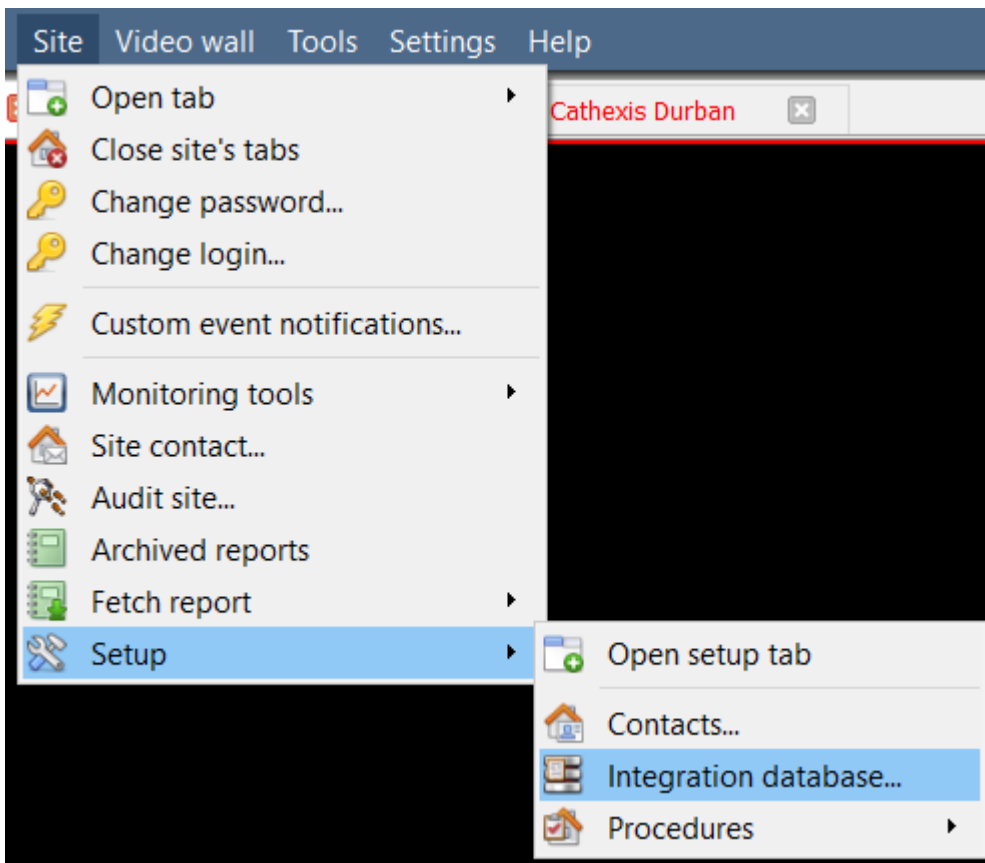 Site Video wall Tools Settings Help
Cathexis Durban
Open tab
Close site's tabs
Change password...
Change login...
Custom event notifications...
Monitoring tools
Site contact...
Audit site...
Archived reports
Fetch report
Setup
Open setup tab
Contacts...
Integration database...
Procedures